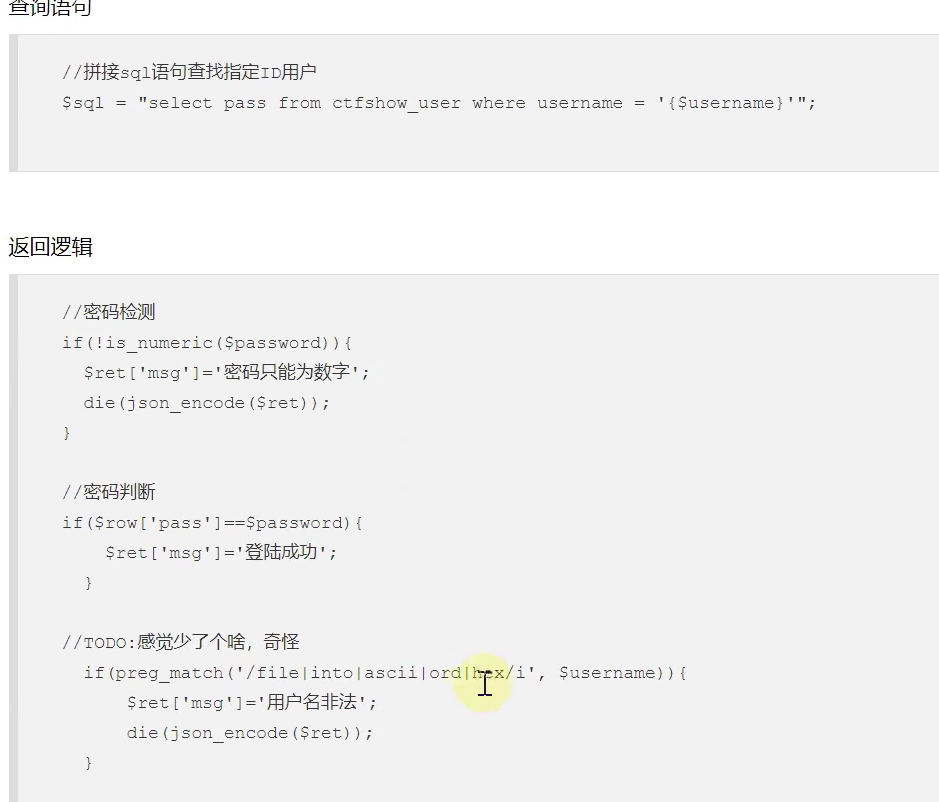 查询语句
//拼接sql语句查找指定ID用户
$sql = "select pass from ctfshow_user where username = '{$username}'";
返回逻辑
//密码检测
if(!is_numeric($password)){
$ret['msg']='密码只能为数字';
die(json_encode($ret));
}
//密码判断
if($row['pass']==$password){
$ret['msg']='登陆成功';
}
//TODO:感觉少了个啥，奇怪
if(preg_match('/file|into|ascii|ord|hex/i', $username)){
$ret['msg']='用户名非法';
die(json_encode($ret));
}